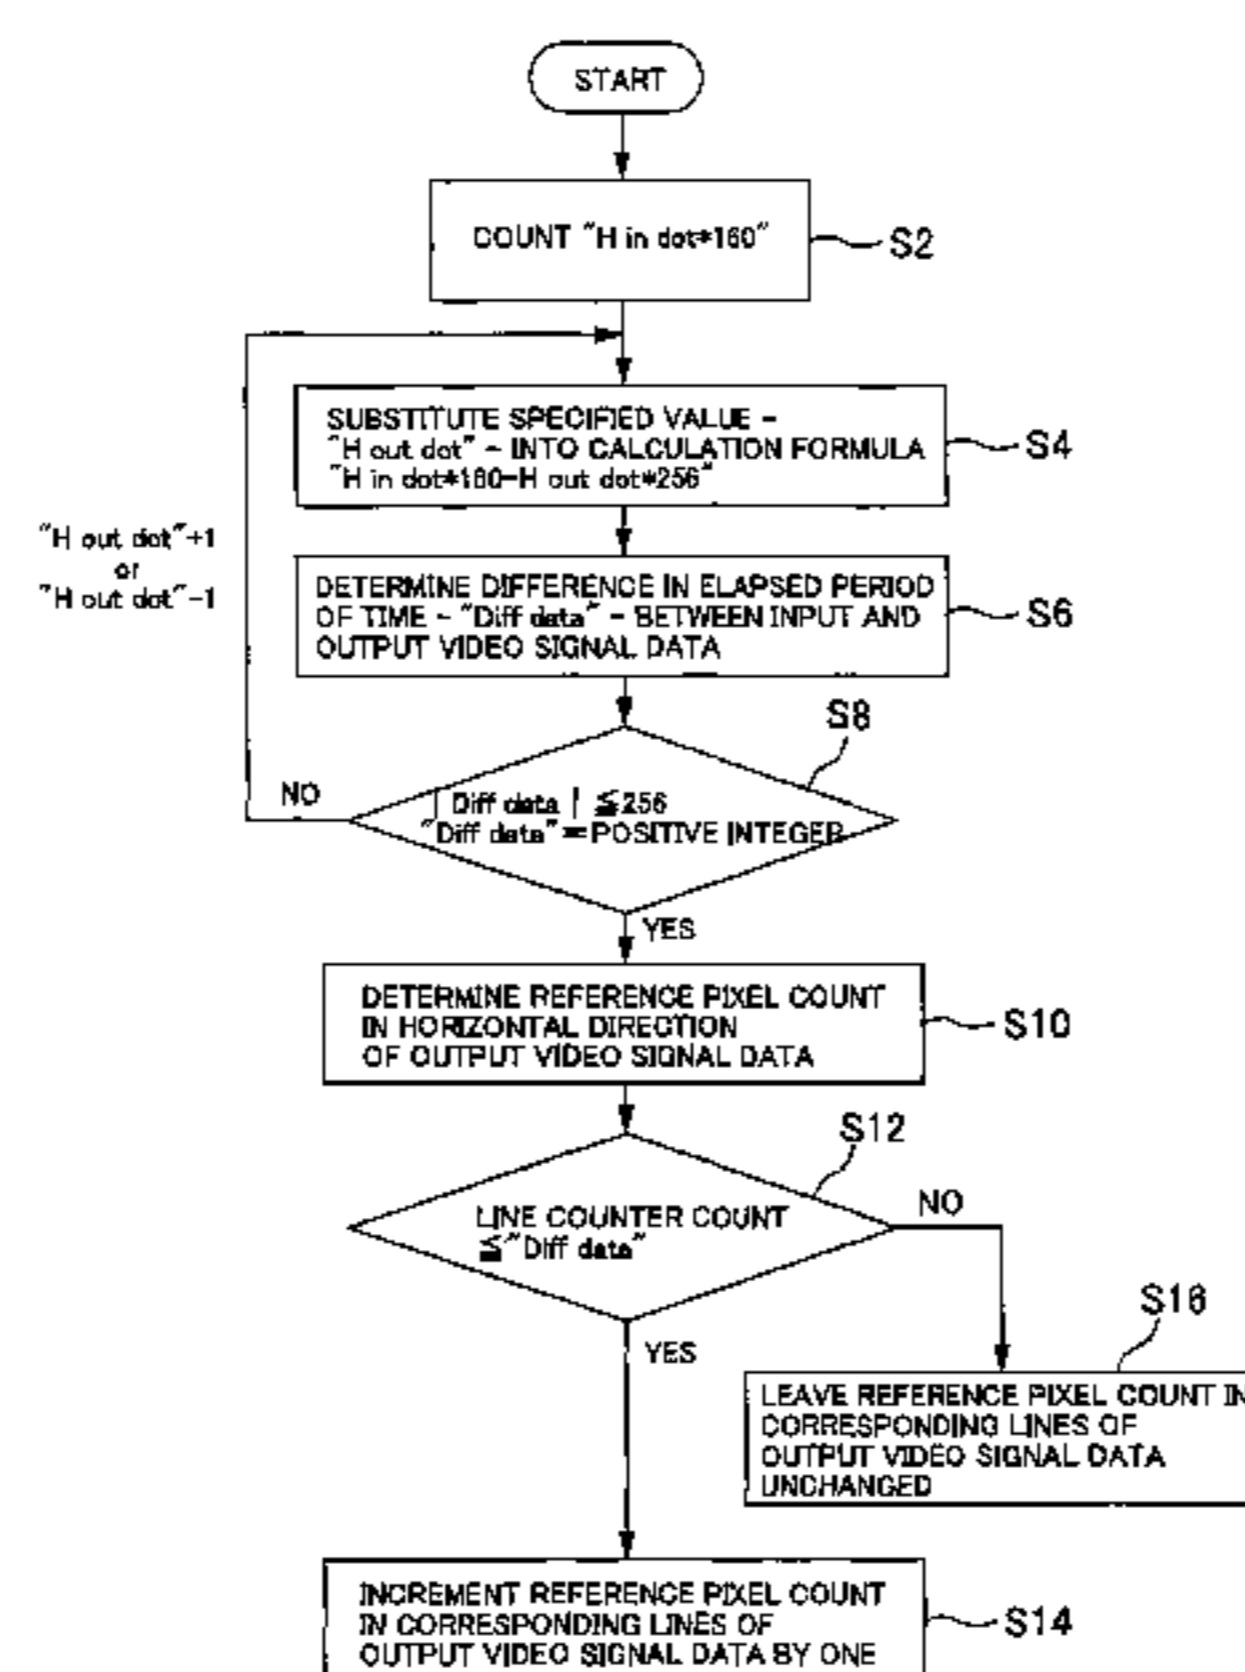 START
COUNT "H in dot*160"
S2
SUBSTITUTE SPECIFIED VALUE -
"H out dot" - INTO CALCULATION FORMULA
"H in dot*160-H out dot*256"
S4
"H out dot"+1
or
"H out dot"-1
DETERMINE DIFFERENCE IN ELAPSED PERIOD
OF TIME - "Diff data" - BETWEEN INPUT AND
OUTPUT VIDEO SIGNAL DATA
S6
S8
NO
| Diff data | ≦256
"Diff data"=POSITIVE INTEGER
YES
DETERMINE REFERENCE PIXEL COUNT
IN HORIZONTAL DIRECTION
OF OUTPUT VIDEO SIGNAL DATA
S10
S12
LINE COUNTER COUNT
≦"Diff data"
NO
YES
S16
LEAVE REFERENCE PIXEL COUNT IN
CORRESPONDING LINES OF
OUTPUT VIDEO SIGNAL DATA
UNCHANGED
INCREMENT REFERENCE PIXEL COUNT
IN CORRESPONDING LINES OF
OUTPUT VIDEO SIGNAL DATA BY ONE
S14